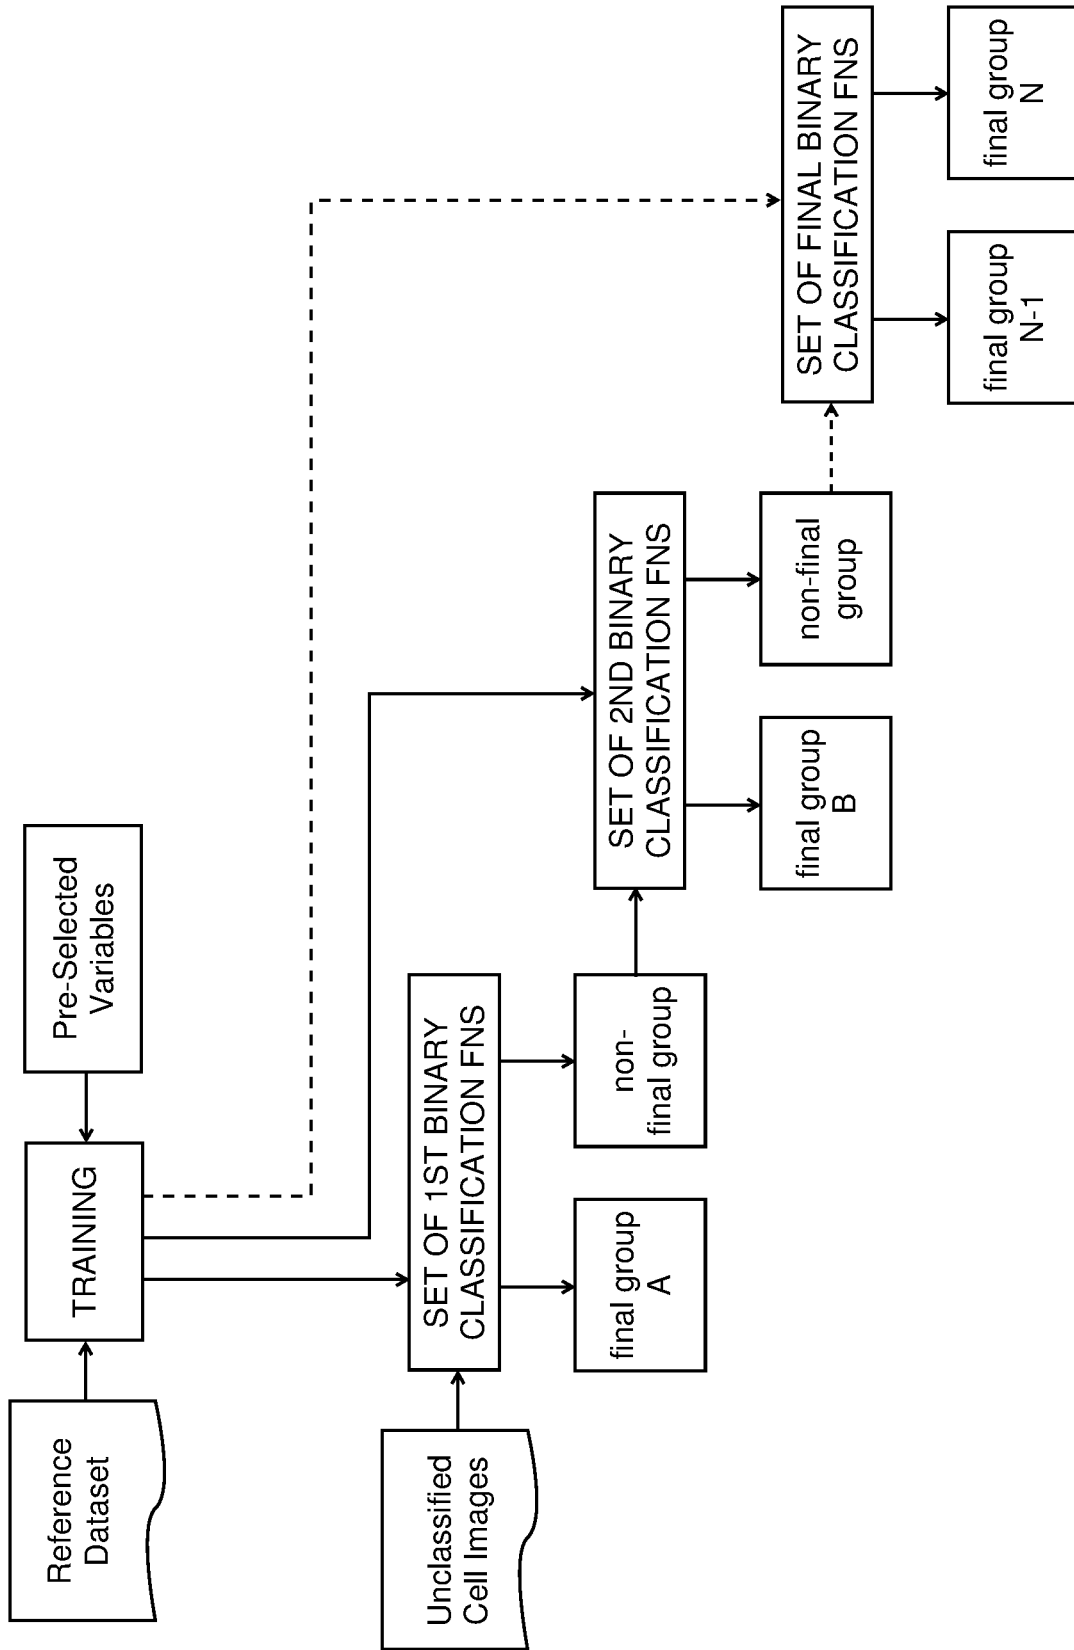 Reference
Dataset
TRAINING
Pre-Selected
Variables
Unclassified
Cell Images
SET OF 1ST BINARY
CLASSIFICATION FNS
final group
A
non-
final group
SET OF 2ND BINARY
CLASSIFICATION FNS
final group
B
non-final
group
SET OF FINAL BINARY
CLASSIFICATION FNS
final group
N-1
final group
N